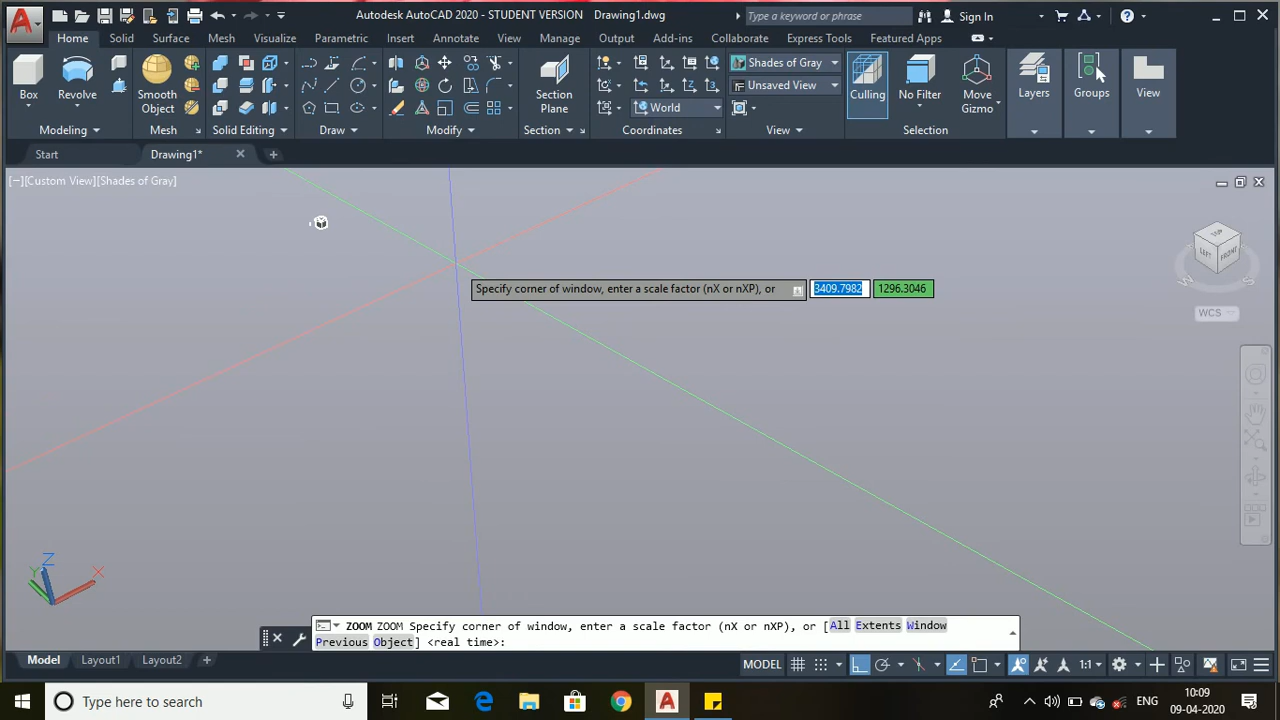 Autodesk AutoCAD 2020 - STUDENT VERSION Drawing1.dwg
Type a keyword or phrase
Sign In
Home Solid Surface Mesh Visualize Parametric Insert Annotate View Manage Output Add-ins Collaborate Express Tools Featured Apps
Box
Revolve
Smooth
Object
Section
Plane
Shades of Gray
Unsaved View
World
Culling
No Filter
Move
Gizmo
Layers
Groups
View
Modeling
Mesh
Solid Editing
Draw
Modify
Section
Coordinates
View
Selection
Start
Drawing1*
[−][Custom View][Shades of Gray]
TOP
LEFT
FRONT
W
S
WCS
Specify corner of window, enter a scale factor (nX or nXP), or 3409.7982 1296.3046
Z
Y
X
ZOOM ZOOM Specify corner of window, enter a scale factor (nX or nXP), or [All Extents Window
Previous Object] <real time>:
Model Layout1 Layout2
MODEL
1:1
Type here to search
ENG
10:09
09-04-2020